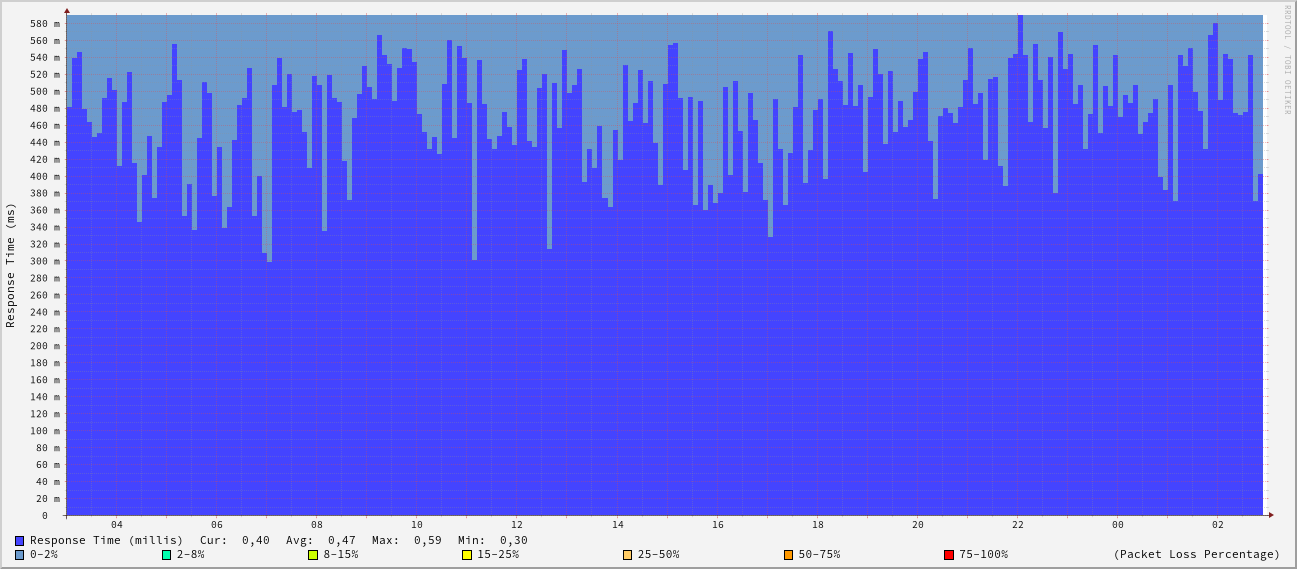 RRDTOOL / TOBI OETIKER
Response Time (ms)
580 m
560 m
540 m
520 m
500 m
480 m
460 m
440 m
420 m
400 m
380 m
360 m
340 m
320 m
300 m
280 m
260 m
240 m
220 m
200 m
180 m
160 m
140 m
120 m
100 m
80 m
60 m
40 m
20 m
0
04 06 08 10 12 14 16 18 20 22 00 02
Response Time (millis) Cur: 0,40 Avg: 0,47 Max: 0,59 Min: 0,30
0-2% 2-8% 8-15% 15-25% 25-50% 50-75% 75-100% (Packet Loss Percentage)